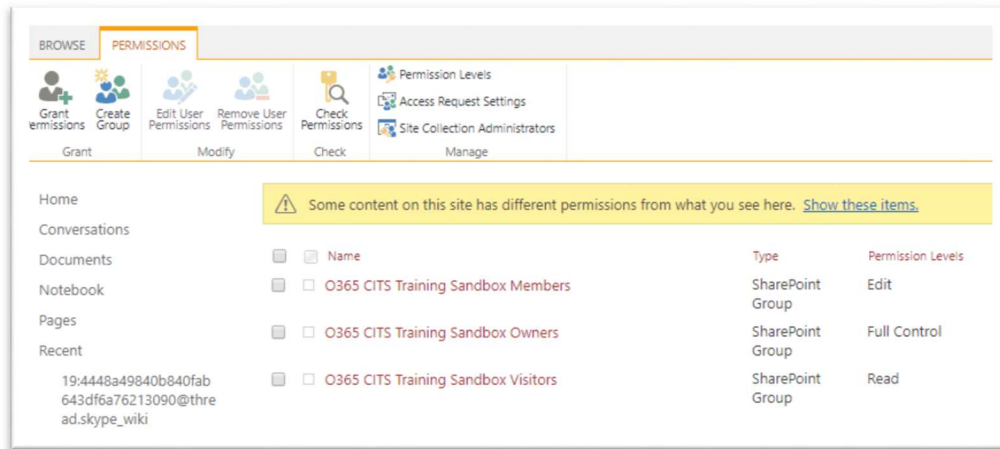 BROWSE PERMISSIONS
Grant Permissions
Create Group
Edit User Permissions
Remove User Permissions
Check Permissions
Permission Levels
Access Request Settings
Site Collection Administrators
Grant Modify Check Manage
Home
Conversations
Documents
Notebook
Pages
Recent
19:4448a49840b840fab
643df6a76213090@thre
ad.skype_wiki
Some content on this site has different permissions from what you see here. Show these items.
Name Type Permission Levels
O365 CITS Training Sandbox Members SharePoint Group Edit
O365 CITS Training Sandbox Owners SharePoint Group Full Control
O365 CITS Training Sandbox Visitors SharePoint Group Read